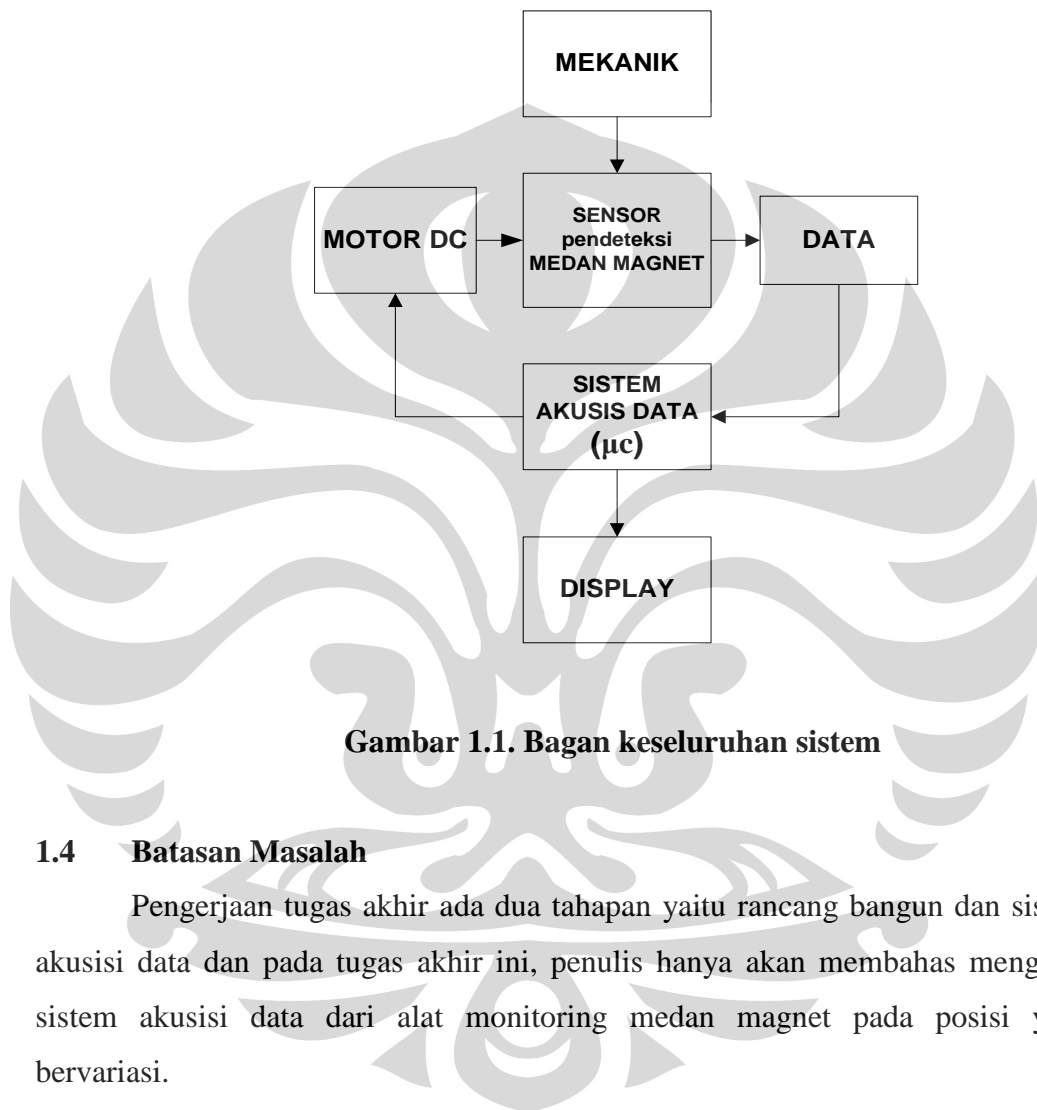 MEKANIK
MOTOR DC
SENSOR
pendeteksi
MEDAN MAGNET
DATA
SISTEM
AKUSIS DATA
(µc)
DISPLAY
Gambar 1.1. Bagan keseluruhan sistem
1.4 Batasan Masalah
Pengerjaan tugas akhir ada dua tahapan yaitu rancang bangun dan sis
akusisi data dan pada tugas akhir ini, penulis hanya akan membahas meng
sistem akusisi data dari alat monitoring medan magnet pada posisi y
bervariasi.